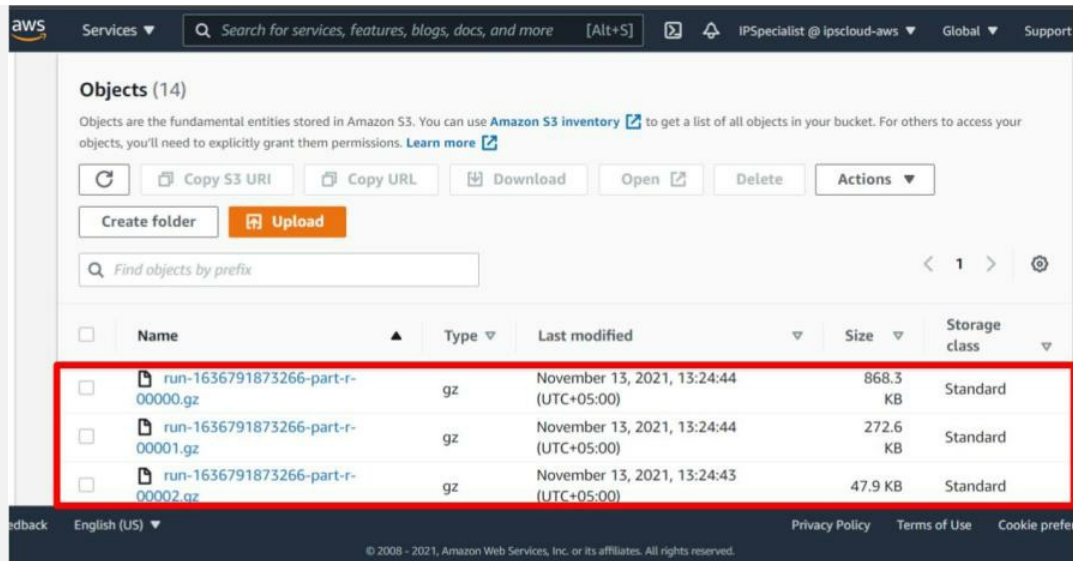 aws Services ▼ Search for services, features, blogs, docs, and more [Alt+S] IPSpecialist @ ipscloud-aws ▼ Global ▼ Support
Objects (14)
Objects are the fundamental entities stored in Amazon S3. You can use Amazon S3 inventory to get a list of all objects in your bucket. For others to access your
objects, you'll need to explicitly grant them permissions. Learn more
Copy S3 URI Copy URL Download Open Delete Actions ▼
Create folder Upload
Find objects by prefix < 1 >
Name ▲ Type ▽ Last modified ▽ Size ▽ Storage
class ▽
run-1636791873266-part-r- gz November 13, 2021, 13:24:44 868.3 Standard
00000.gz (UTC+05:00) KB
run-1636791873266-part-r- gz November 13, 2021, 13:24:44 272.6 Standard
00001.gz (UTC+05:00) KB
run-1636791873266-part-r- gz November 13, 2021, 13:24:43 47.9 KB Standard
00002.gz (UTC+05:00)
edback English (US) ▼ Privacy Policy Terms of Use Cookie prefe
© 2008 - 2021, Amazon Web Services, Inc. or its affiliates. All rights reserved.